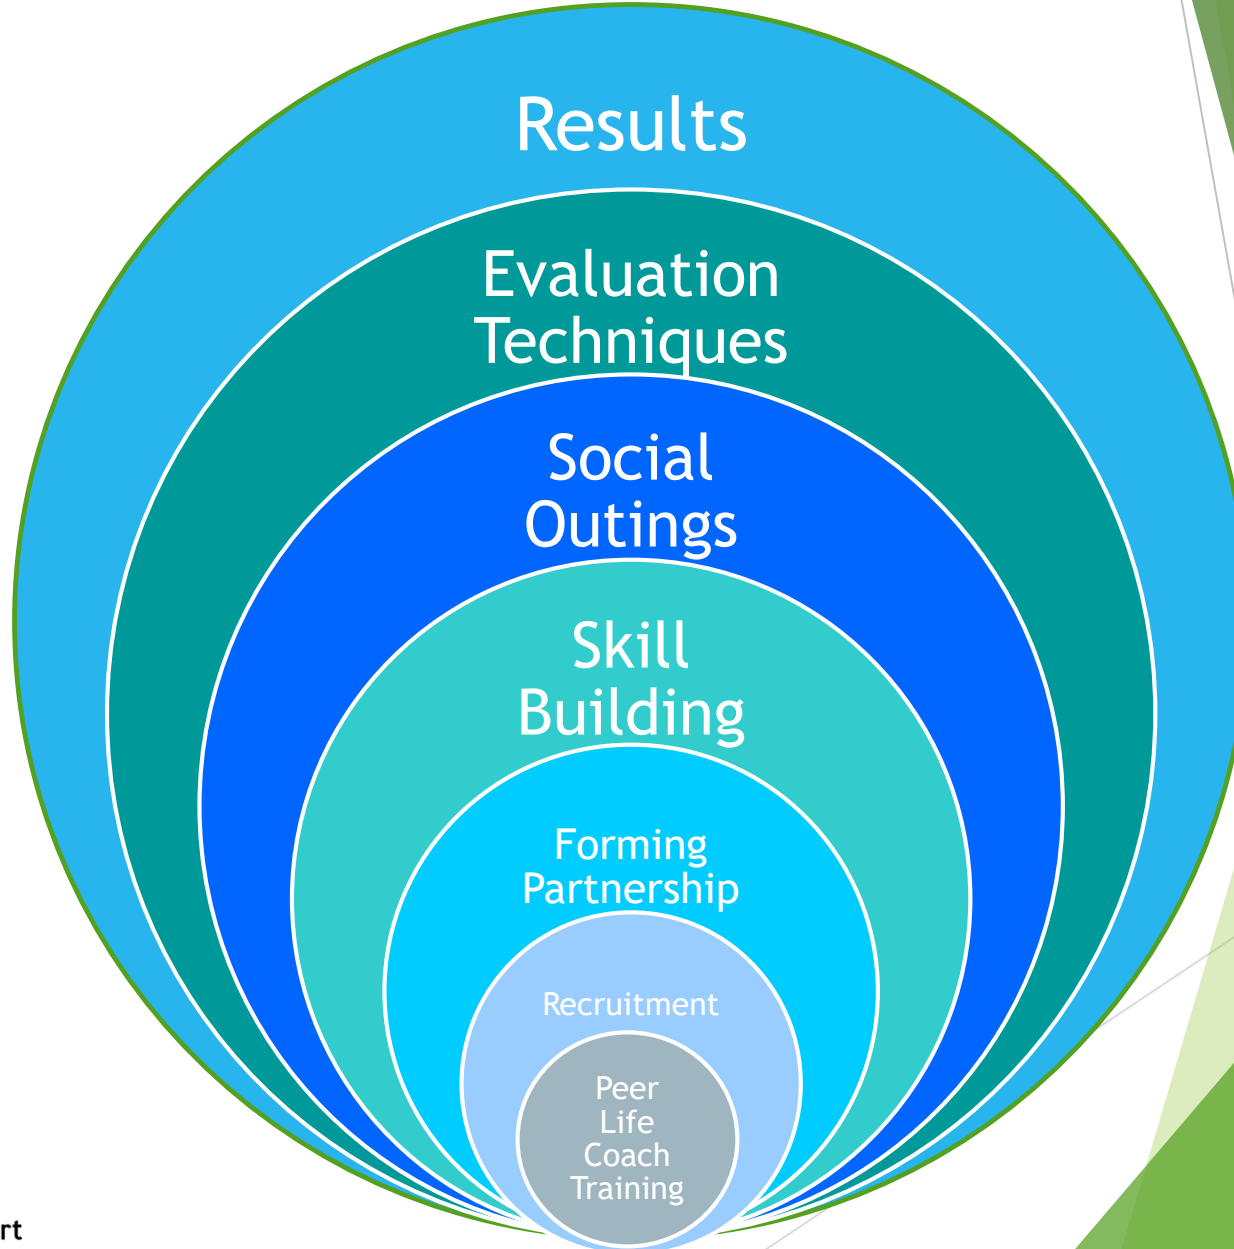 Results
Evaluation
Techniques
Social
Outings
Skill
Building
Forming
Partnership
Recruitment
Peer
Life
Coach
Training
rt